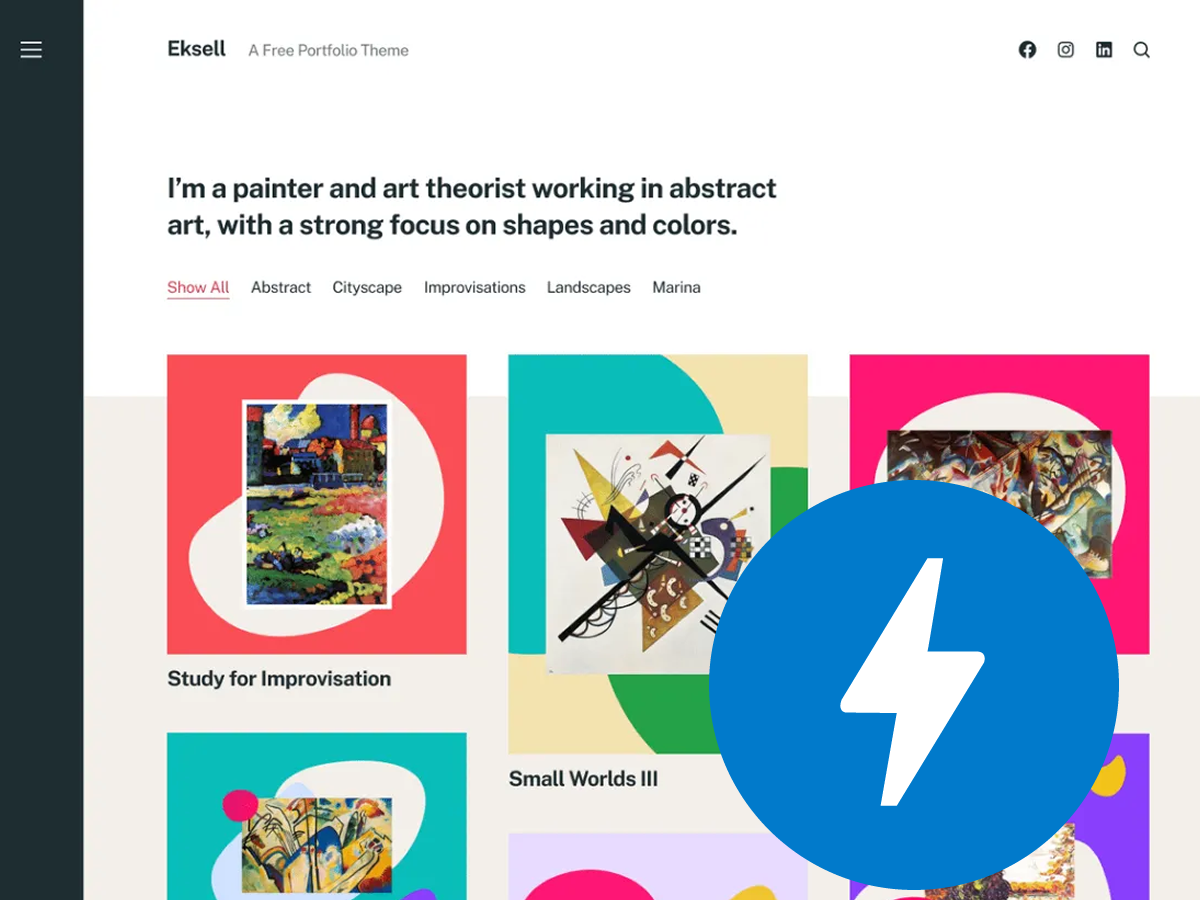 Eksell
A Free Portfolio Theme
I’m a painter and art theorist working in abstract
art, with a strong focus on shapes and colors.
Show All Abstract Cityscape Improvisations Landscapes Marina
Study for Improvisation
Small Worlds III